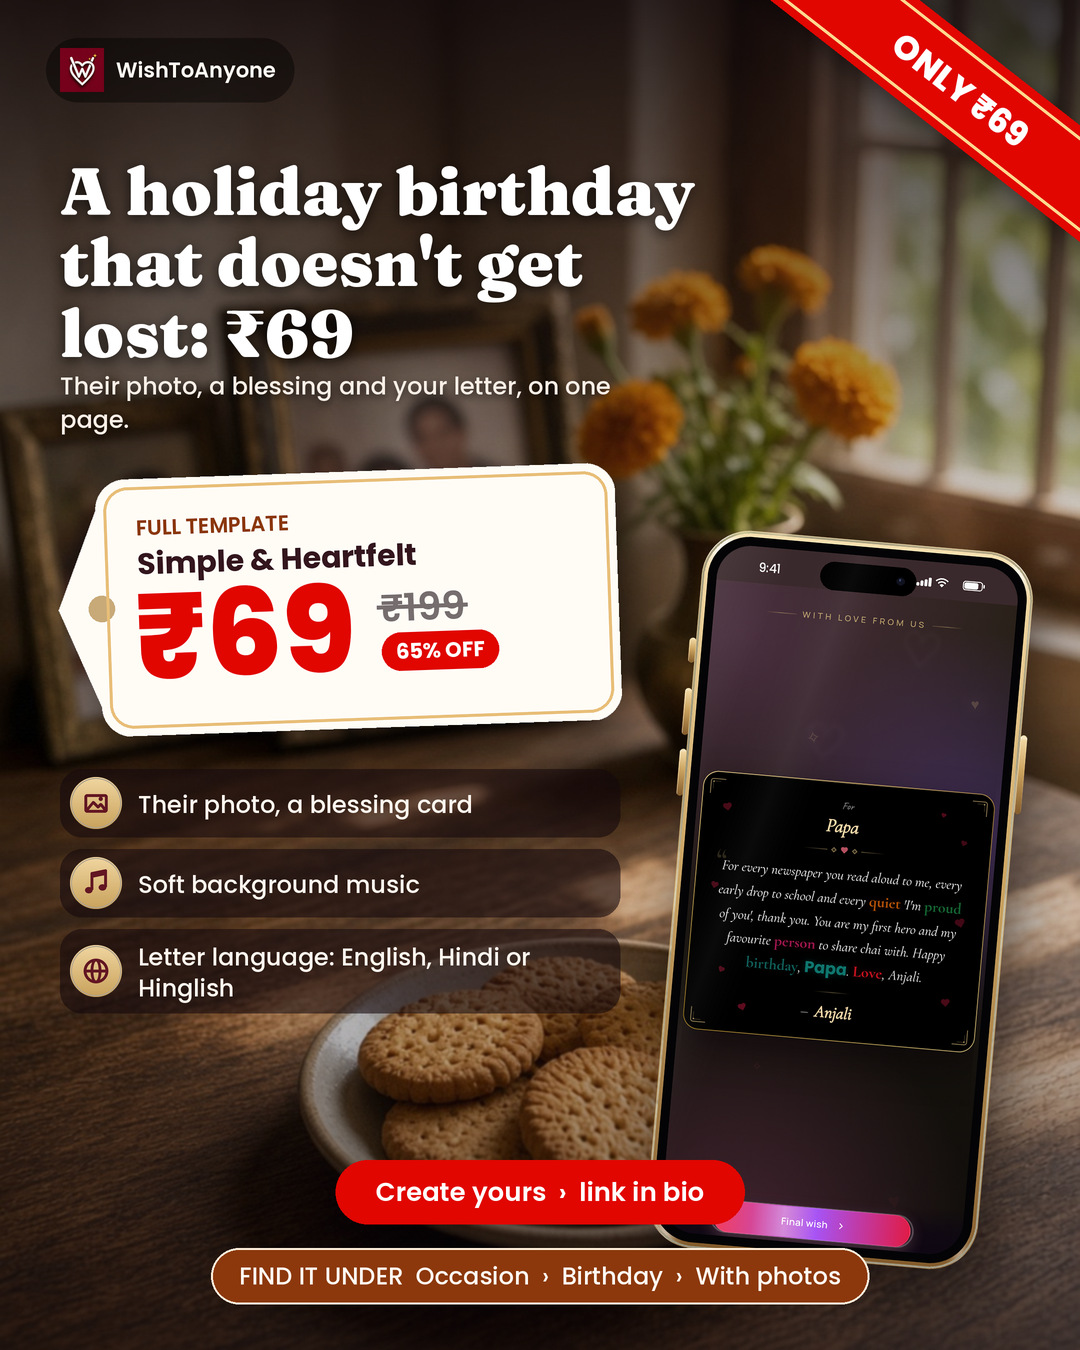 WishToAnyone
ONLY ₹69
A holiday birthday
that doesn't get
lost: ₹69
Their photo, a blessing and your letter, on one
page.
FULL TEMPLATE
Simple & Heartfelt
₹69 ₹199
65% OFF
Their photo, a blessing card
Soft background music
Letter language: English, Hindi or
Hinglish
9:41
WITH LOVE FROM US
For
Papa
“For every newspaper you read aloud to me, every
early drop to school and every quiet 'I'm proud
of you', thank you. You are my first hero and my
favourite person to share chai with. Happy
birthday, Papa. Love, Anjali.
– Anjali
Create yours › link in bio
Final wish ›
FIND IT UNDER Occasion › Birthday › With photos